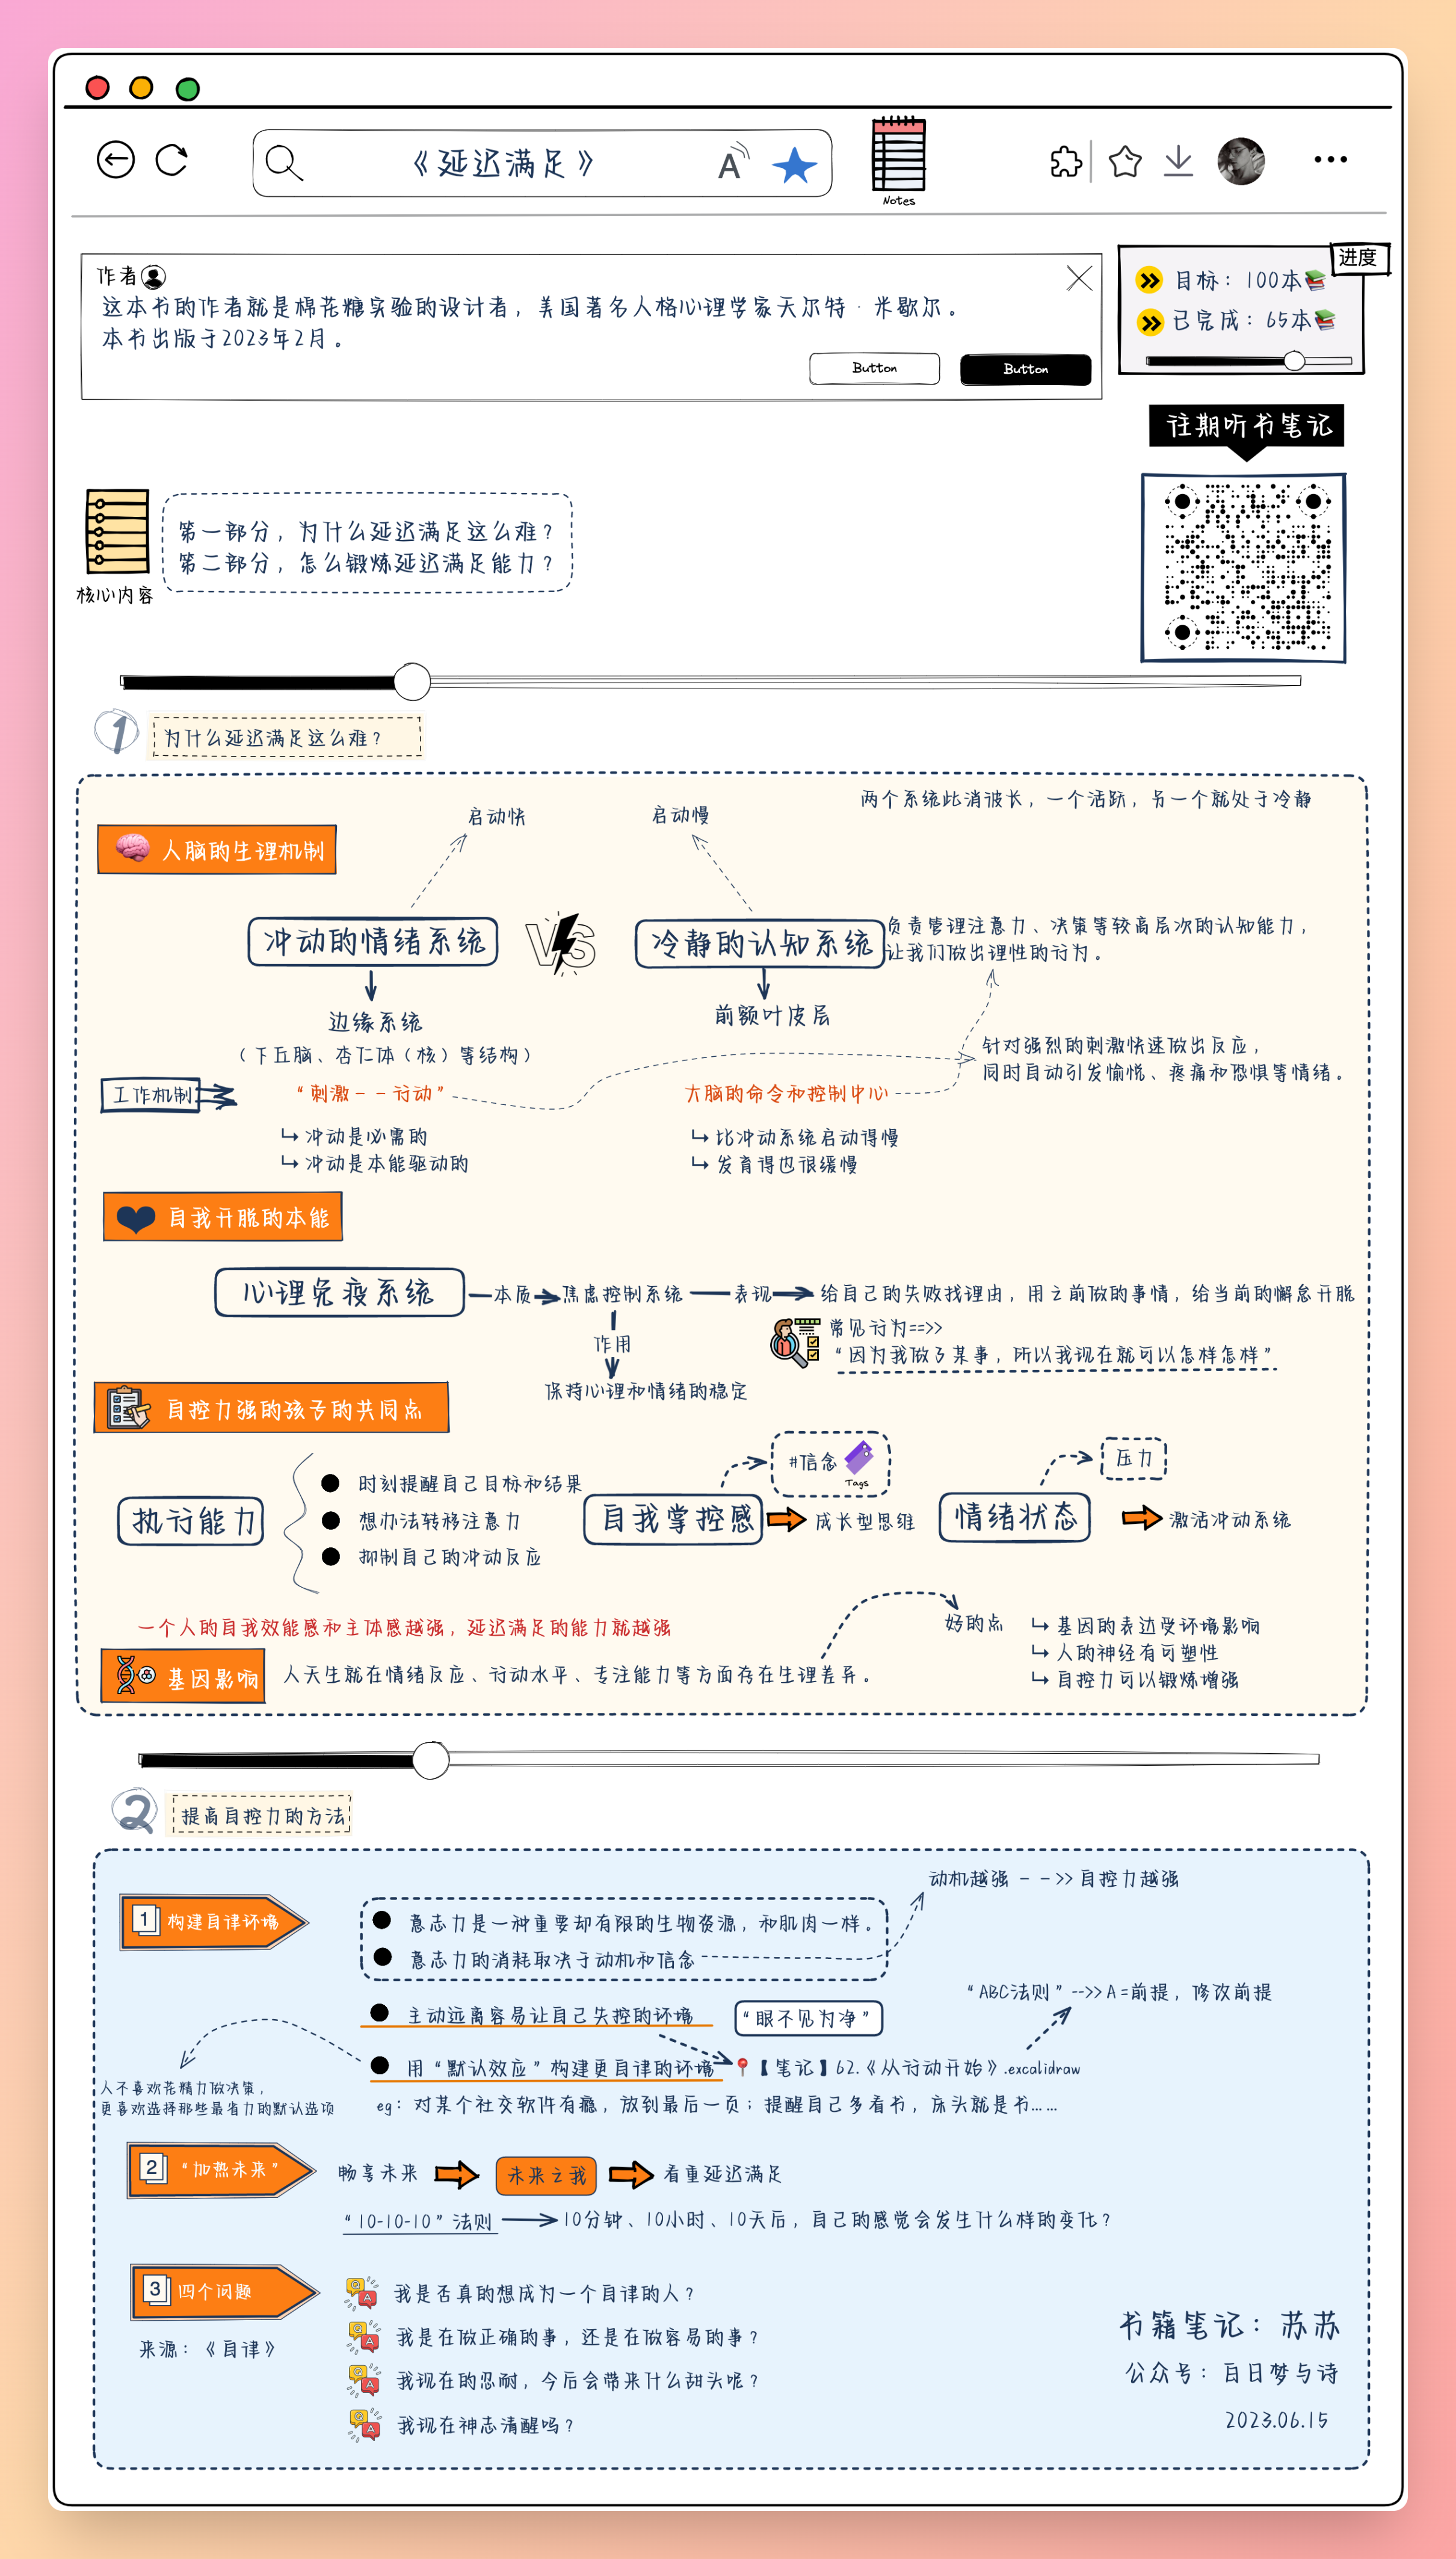 《延迟满足》
A
Notes
作者
这本书的作者就是棉花糖实验的设计者，美国著名人格心理学家天尔特·米歇尔。
本书出版于2023年2月。
Button
Button
进度
目标：100本
已完成：65本
往期听书笔记
核心内容
第一部分，为什么延迟满足这么难？
第二部分，怎么锻炼延迟满足能力？
1
为什么延迟满足这么难？
两个系统此消彼长，一个活跃，另一个就处于冷静
启动快
启动慢
人脑的生理机制
冲动的情绪系统
VS
冷静的认知系统
负责管理注意力、决策等较高层次的认知能力，
让我们做出理性的行为。
边缘系统
（下丘脑、杏仁体（核）等结构）
前额叶皮层
针对强烈的刺激快速做出反应，
同时自动引发愉悦、疼痛和恐惧等情绪。
工作机制
“刺激－－行动”
大脑的命令和控制中心
↳ 冲动是必需的
↳ 冲动是本能驱动的
↳ 比冲动系统启动得慢
↳ 发育得也很缓慢
自我开脱的本能
心理免疫系统
本质
焦虑控制系统
表现
给自己的失败找理由，用之前做的事情，给当前的懈怠开脱
作用
保持心理和情绪的稳定
常见行为==>>
“因为我做了某事，所以我现在就可以怎样怎样”
自控力强的孩子的共同点
执行能力
时刻提醒自己目标和结果
想办法转移注意力
抑制自己的冲动反应
自我掌控感
#信念
Tags
成长型思维
情绪状态
压力
激活冲动系统
一个人的自我效能感和主体感越强，延迟满足的能力就越强
基因影响
人天生就在情绪反应、行动水平、专注能力等方面存在生理差异。
好的点
↳ 基因的表达受环境影响
↳ 人的神经有可塑性
↳ 自控力可以锻炼增强
2
提高自控力的方法
动机越强－－>>自控力越强
1 构建自律环境
意志力是一种重要却有限的生物资源，和肌肉一样。
意志力的消耗取决于动机和信念
“ABC法则”-->>A=前提，修改前提
主动远离容易让自己失控的环境
“眼不见为净”
用“默认效应”构建更自律的环境
【笔记】62.《从行动开始》.excalidraw
人不喜欢花精力做决策，
更喜欢选择那些最省力的默认选项
eg：对某个社交软件有瘾，放到最后一页；提醒自己多看书，床头就是书……
2 “加热未来”
畅享未来
未来之我
看重延迟满足
“10-10-10”法则
10分钟、10小时、10天后，自己的感觉会发生什么样的变化？
3 四个问题
来源：《自律》
Q A 我是否真的想成为一个自律的人？
Q A 我是在做正确的事，还是在做容易的事？
Q A 我现在的忍耐，今后会带来什么甜头呢？
Q A 我现在神志清醒吗？
书籍笔记：苏苏
公众号：白日梦与诗
2023.06.15